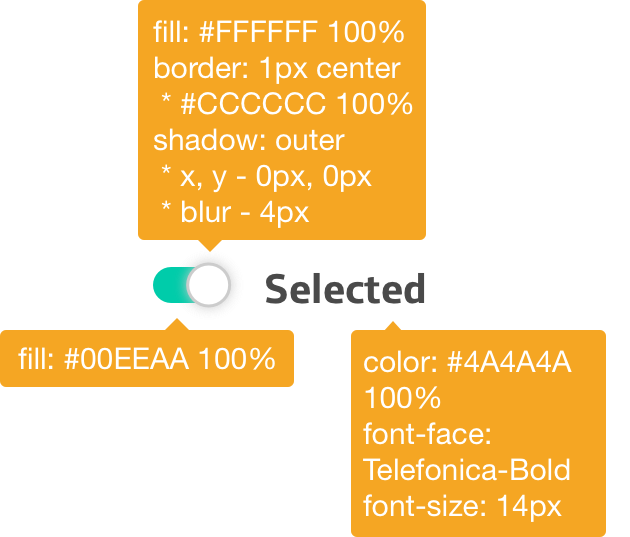 fill: #FFFFFF 100%
border: 1px center
* #CCCCCC 100%
shadow: outer
* x, y - 0px, 0px
* blur - 4px
Selected
fill: #00EEAA 100%
color: #4A4A4A
100%
font-face:
Telefonica-Bold
font-size: 14px